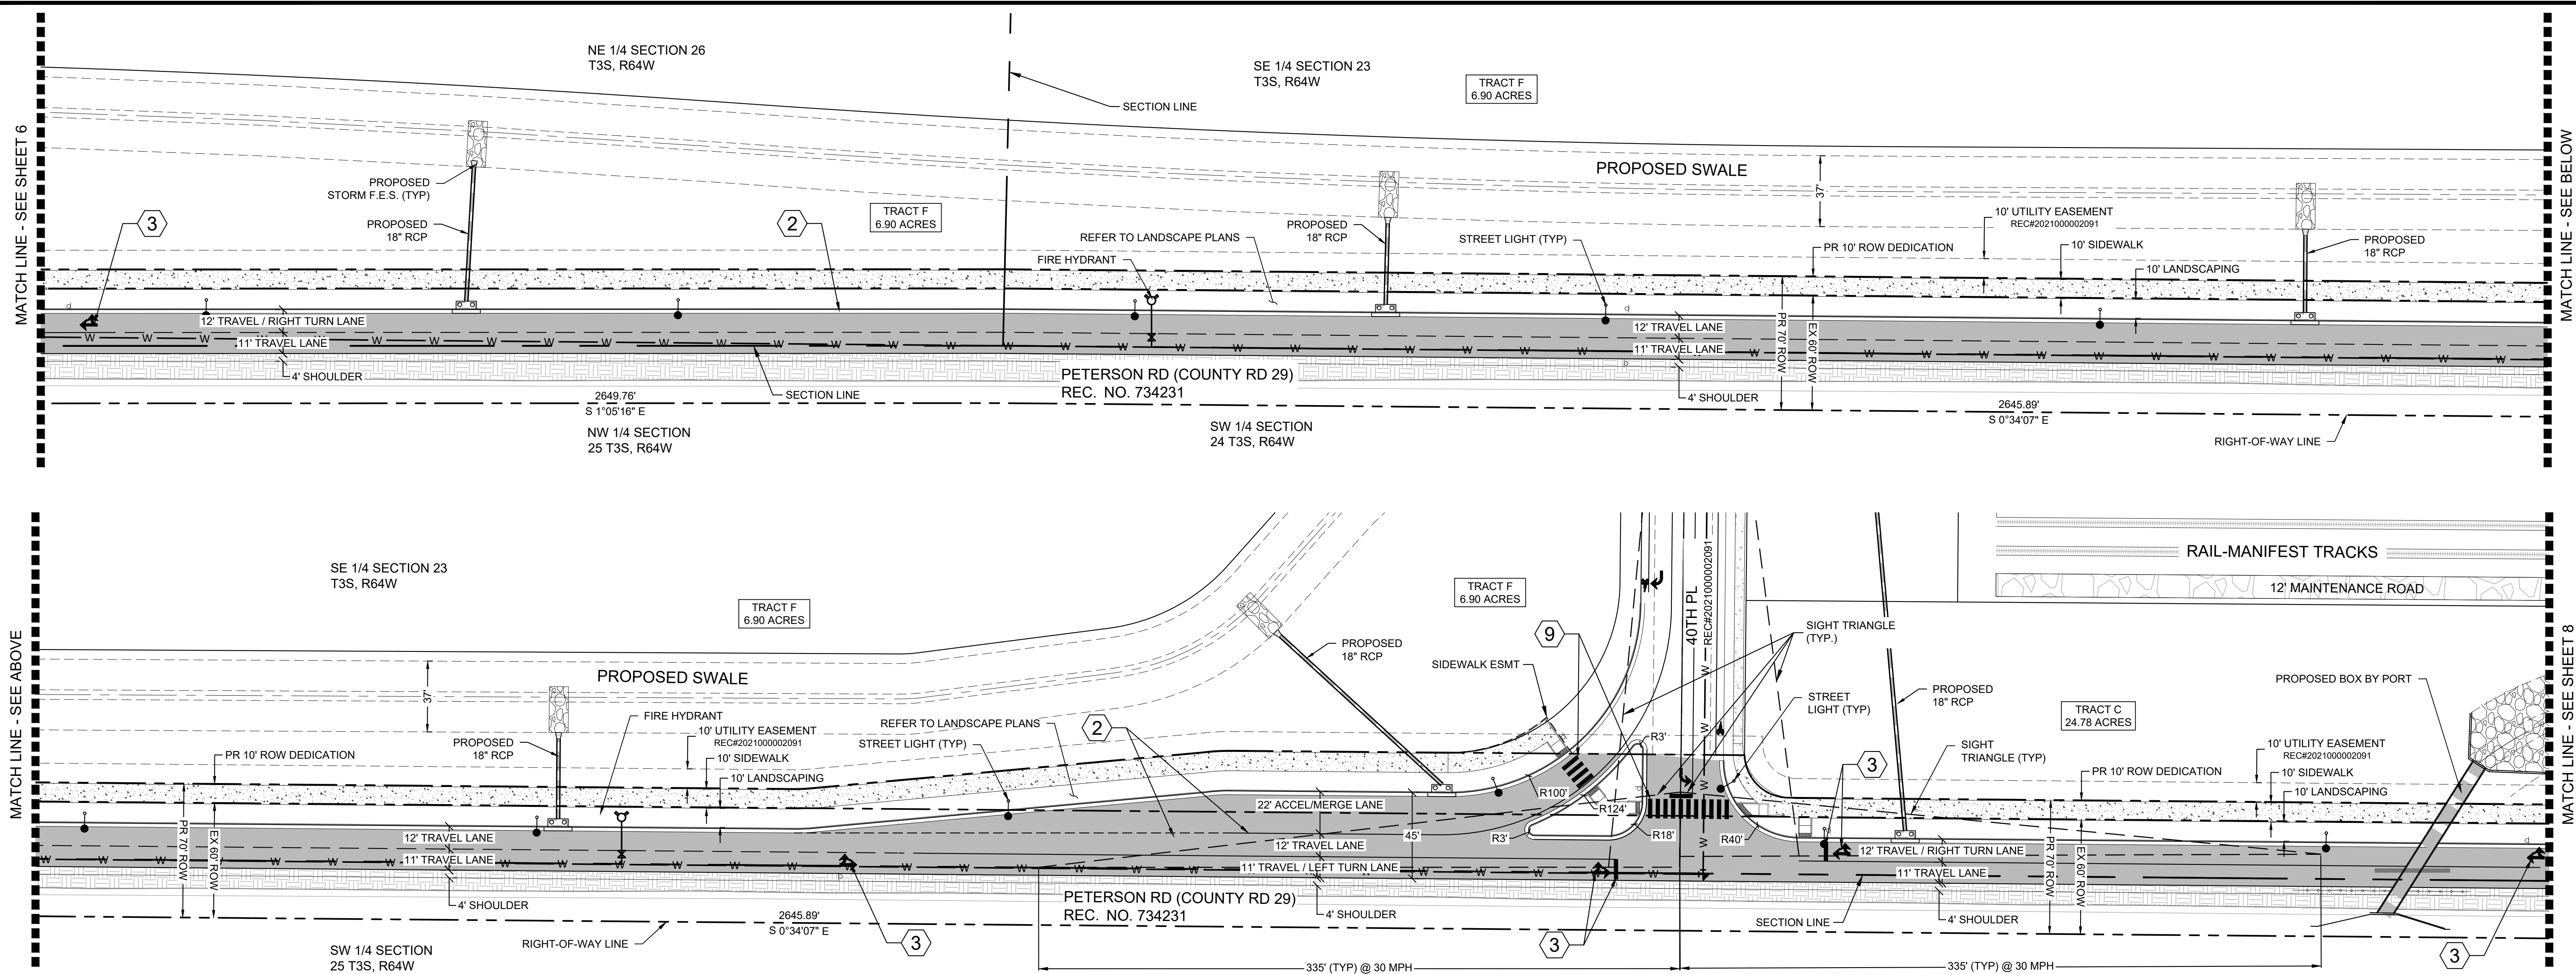 MATCH LINE - SEE SHEET 6
NE 1/4 SECTION 26
T3S, R64W
SECTION LINE
SE 1/4 SECTION 23
T3S, R64W
TRACT F
6.90 ACRES
MATCH LINE - SEE BELOW
PROPOSED
STORM F.E.S. (TYP)
PROPOSED
18" RCP
3
2
TRACT F
6.90 ACRES
PROPOSED SWALE
37'
REFER TO LANDSCAPE PLANS
FIRE HYDRANT
PROPOSED
18" RCP
STREET LIGHT (TYP)
10' UTILITY EASEMENT
REC#2021000002091
PR 10' ROW DEDICATION
10' SIDEWALK
10' LANDSCAPING
PROPOSED
18" RCP
12' TRAVEL / RIGHT TURN LANE
11' TRAVEL LANE
4' SHOULDER
12' TRAVEL LANE
11' TRAVEL LANE
4' SHOULDER
PR 70' ROW
EX 60' ROW
W W W W W W W W W W W W W W W W W W W W W W W W W W W W W W W W W W W W W W W W W W W
SECTION LINE
PETERSON RD (COUNTY RD 29)
REC. NO. 734231
2649.76'
S 1°05'16" E
2645.89'
S 0°34'07" E
NW 1/4 SECTION
25 T3S, R64W
SW 1/4 SECTION
24 T3S, R64W
RIGHT-OF-WAY LINE
MATCH LINE - SEE ABOVE
SE 1/4 SECTION 23
T3S, R64W
TRACT F
6.90 ACRES
PROPOSED SWALE
37'
TRACT F
6.90 ACRES
40TH PL
REC#2021000002091
RAIL-MANIFEST TRACKS
12' MAINTENANCE ROAD
MATCH LINE - SEE SHEET 8
9
SIGHT TRIANGLE
(TYP.)
SIDEWALK ESMT
PROPOSED
18" RCP
FIRE HYDRANT
PROPOSED
18" RCP
10' UTILITY EASEMENT
REC#2021000002091
10' SIDEWALK
10' LANDSCAPING
PR 10' ROW DEDICATION
REFER TO LANDSCAPE PLANS
STREET LIGHT (TYP)
2
STREET
LIGHT (TYP)
PROPOSED
18" RCP
TRACT C
24.78 ACRES
PROPOSED BOX BY PORT
SIGHT
TRIANGLE (TYP)
3
10' UTILITY EASEMENT
REC#2021000002091
10' SIDEWALK
10' LANDSCAPING
PR 10' ROW DEDICATION
R3'
R100'
R124'
R18'
R3'
R40'
22' ACCEL/MERGE LANE
45'
12' TRAVEL LANE
11' TRAVEL / LEFT TURN LANE
4' SHOULDER
12' TRAVEL LANE
11' TRAVEL LANE
4' SHOULDER
PR 70' ROW
EX 60' ROW
12' TRAVEL / RIGHT TURN LANE
11' TRAVEL LANE
4' SHOULDER
PR 70' ROW
EX 60' ROW
W W W W W W W W W W W W W W W W W
PETERSON RD (COUNTY RD 29)
REC. NO. 734231
SECTION LINE
2645.89'
S 0°34'07" E
RIGHT-OF-WAY LINE
3
3
3
SW 1/4 SECTION
25 T3S, R64W
335' (TYP) @ 30 MPH
335' (TYP) @ 30 MPH